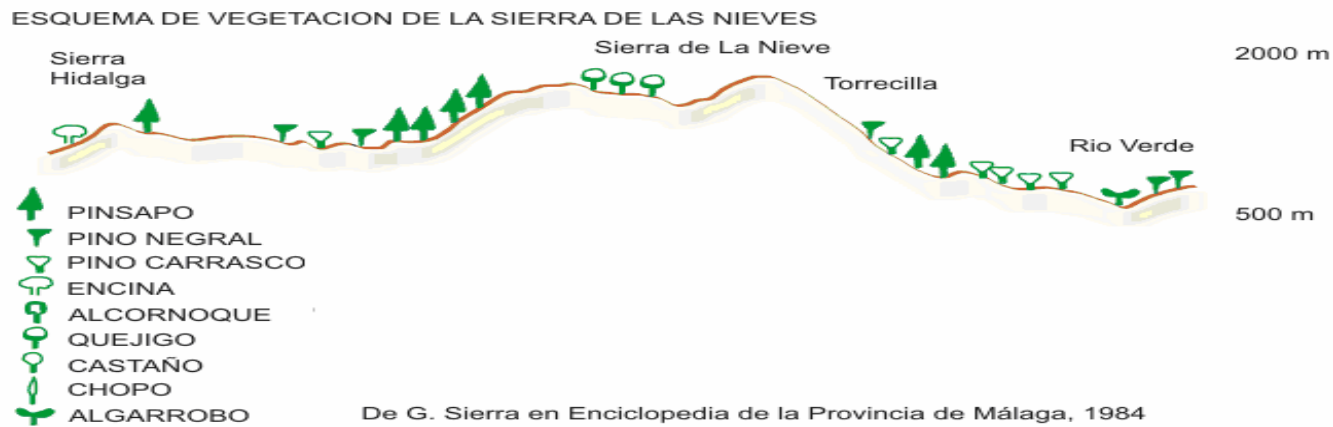 ESQUEMA DE VEGETACION DE LA SIERRA DE LAS NIEVES
Sierra
Hidalga
Sierra de La Nieve
2000 m
Torrecilla
Rio Verde
500 m
PINSAPO
PINO NEGRAL
PINO CARRASCO
ENCINA
ALCORNOQUE
QUEJIGO
CASTAÑO
CHOPO
ALGARROBO
De G. Sierra en Enciclopedia de la Provincia de Málaga, 1984